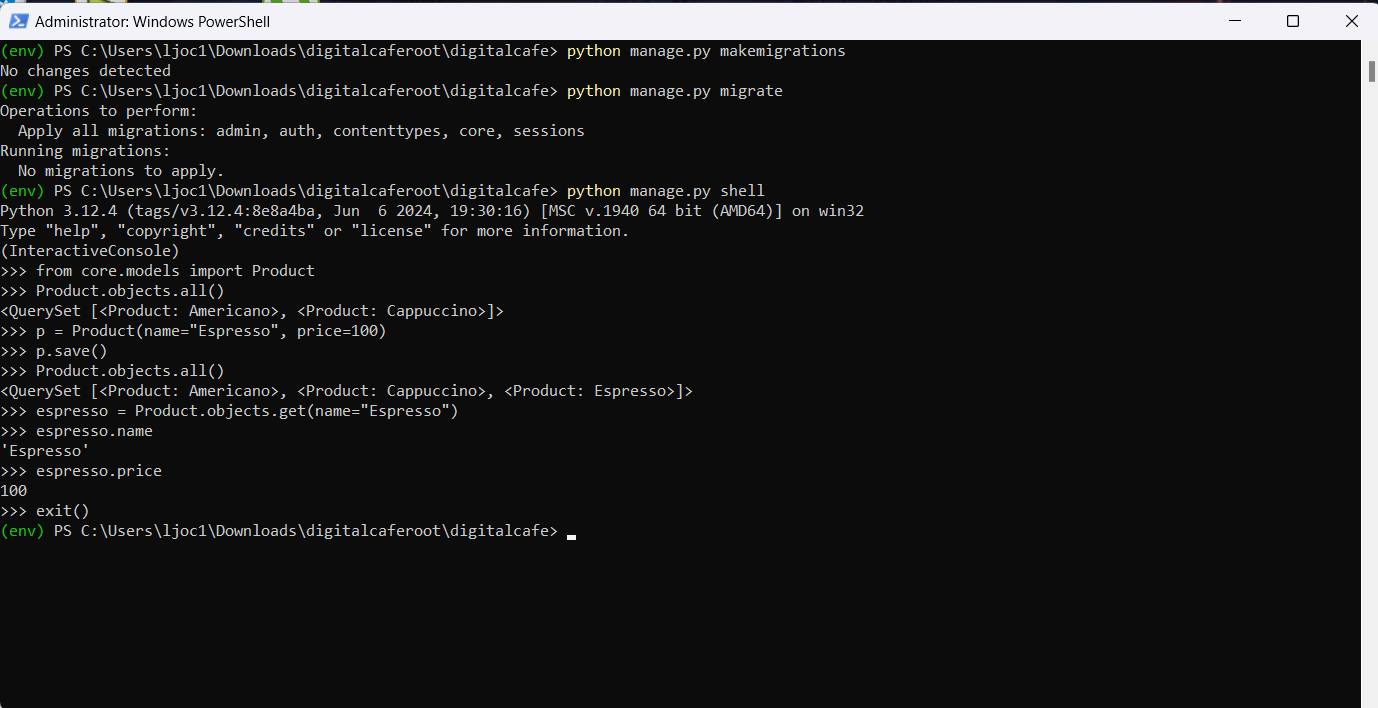 Administrator: Windows PowerShell
(env) PS C:\Users\ljoc1\Downloads\digitalcaferoot\digitalcafe> python manage.py makemigrations
No changes detected
(env) PS C:\Users\ljoc1\Downloads\digitalcaferoot\digitalcafe> python manage.py migrate
Operations to perform:
  Apply all migrations: admin, auth, contenttypes, core, sessions
Running migrations:
  No migrations to apply.
(env) PS C:\Users\ljoc1\Downloads\digitalcaferoot\digitalcafe> python manage.py shell
Python 3.12.4 (tags/v3.12.4:8e8a4ba, Jun  6 2024, 19:30:16) [MSC v.1940 64 bit (AMD64)] on win32
Type "help", "copyright", "credits" or "license" for more information.
(InteractiveConsole)
>>> from core.models import Product
>>> Product.objects.all()
<QuerySet [<Product: Americano>, <Product: Cappuccino>]>
>>> p = Product(name="Espresso", price=100)
>>> p.save()
>>> Product.objects.all()
<QuerySet [<Product: Americano>, <Product: Cappuccino>, <Product: Espresso>]>
>>> espresso = Product.objects.get(name="Espresso")
>>> espresso.name
'Espresso'
>>> espresso.price
100
>>> exit()
(env) PS C:\Users\ljoc1\Downloads\digitalcaferoot\digitalcafe>